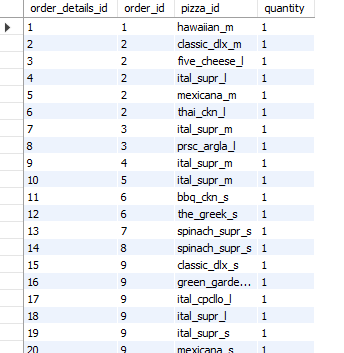 order_details_id order_id pizza_id quantity
1 1 hawaiian_m 1
2 2 classic_dlx_m 1
3 2 five_cheese_l 1
4 2 ital_supr_l 1
5 2 mexicana_m 1
6 2 thai_ckn_l 1
7 3 ital_supr_m 1
8 3 prsc_argla_l 1
9 4 ital_supr_m 1
10 5 ital_supr_m 1
11 6 bbq_ckn_s 1
12 6 the_greek_s 1
13 7 spinach_supr_s 1
14 8 spinach_supr_s 1
15 9 classic_dlx_s 1
16 9 green_garde... 1
17 9 ital_cpcllo_l 1
18 9 ital_supr_l 1
19 9 ital_supr_s 1
20 9 mexicana_s 1